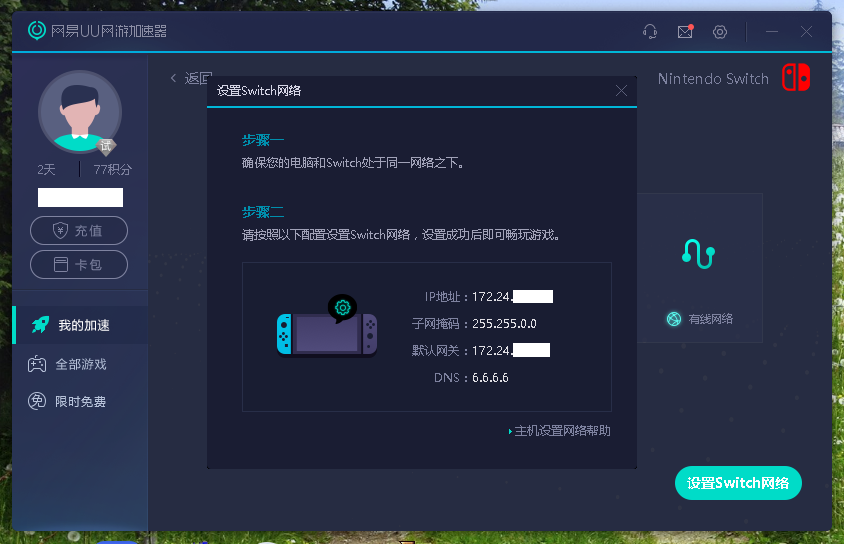 网易UU网游加速器
返回
Nintendo Switch
试
2天
77积分
充值
卡包
我的加速
全部游戏
限时免费
设置Switch网络
步骤一
确保您的电脑和Switch处于同一网络之下。
步骤二
请按照以下配置设置Switch网络，设置成功后即可畅玩游戏。
IP地址：172.24.
子网掩码：255.255.0.0
默认网关：172.24.
DNS：6.6.6.6
主机设置网络帮助
有线网络
设置Switch网络